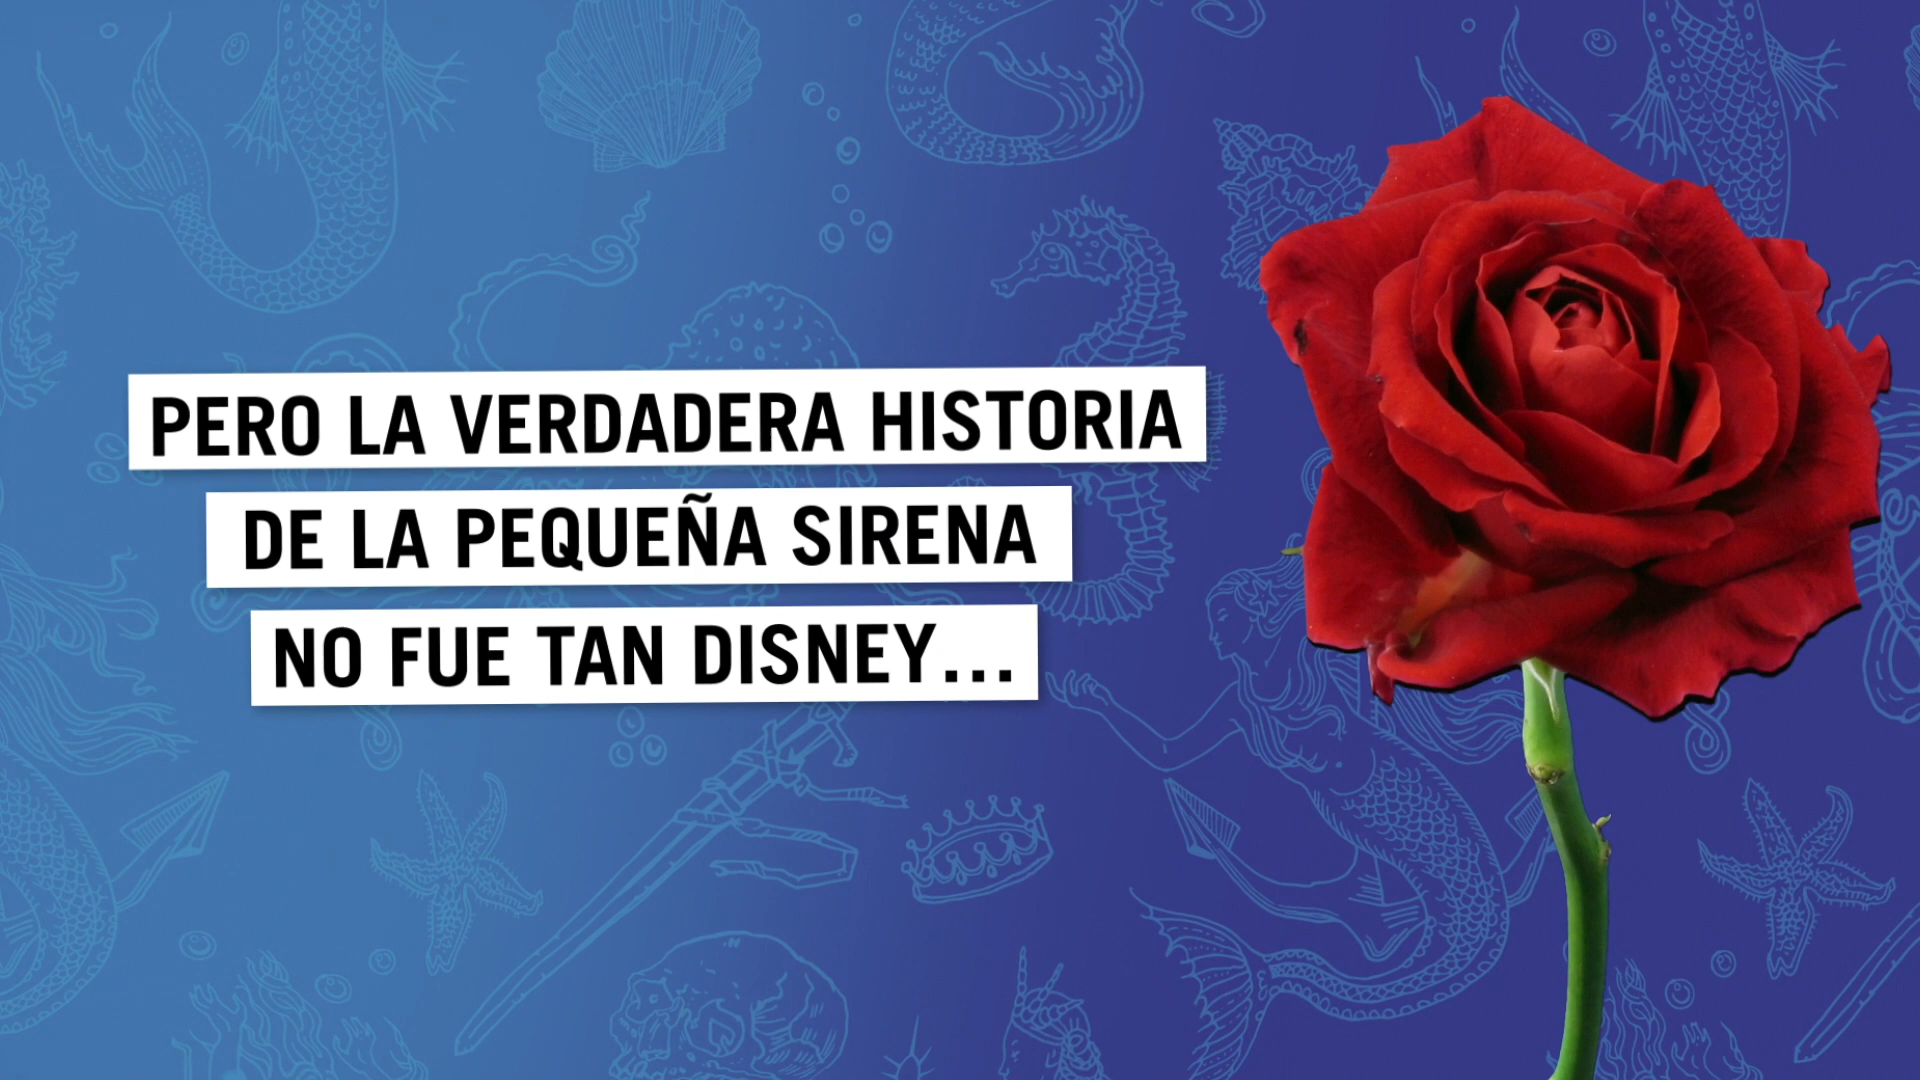 PERO LA VERDADERA HISTORIA
DE LA PEQUEÑA SIRENA
NO FUE TAN DISNEY...